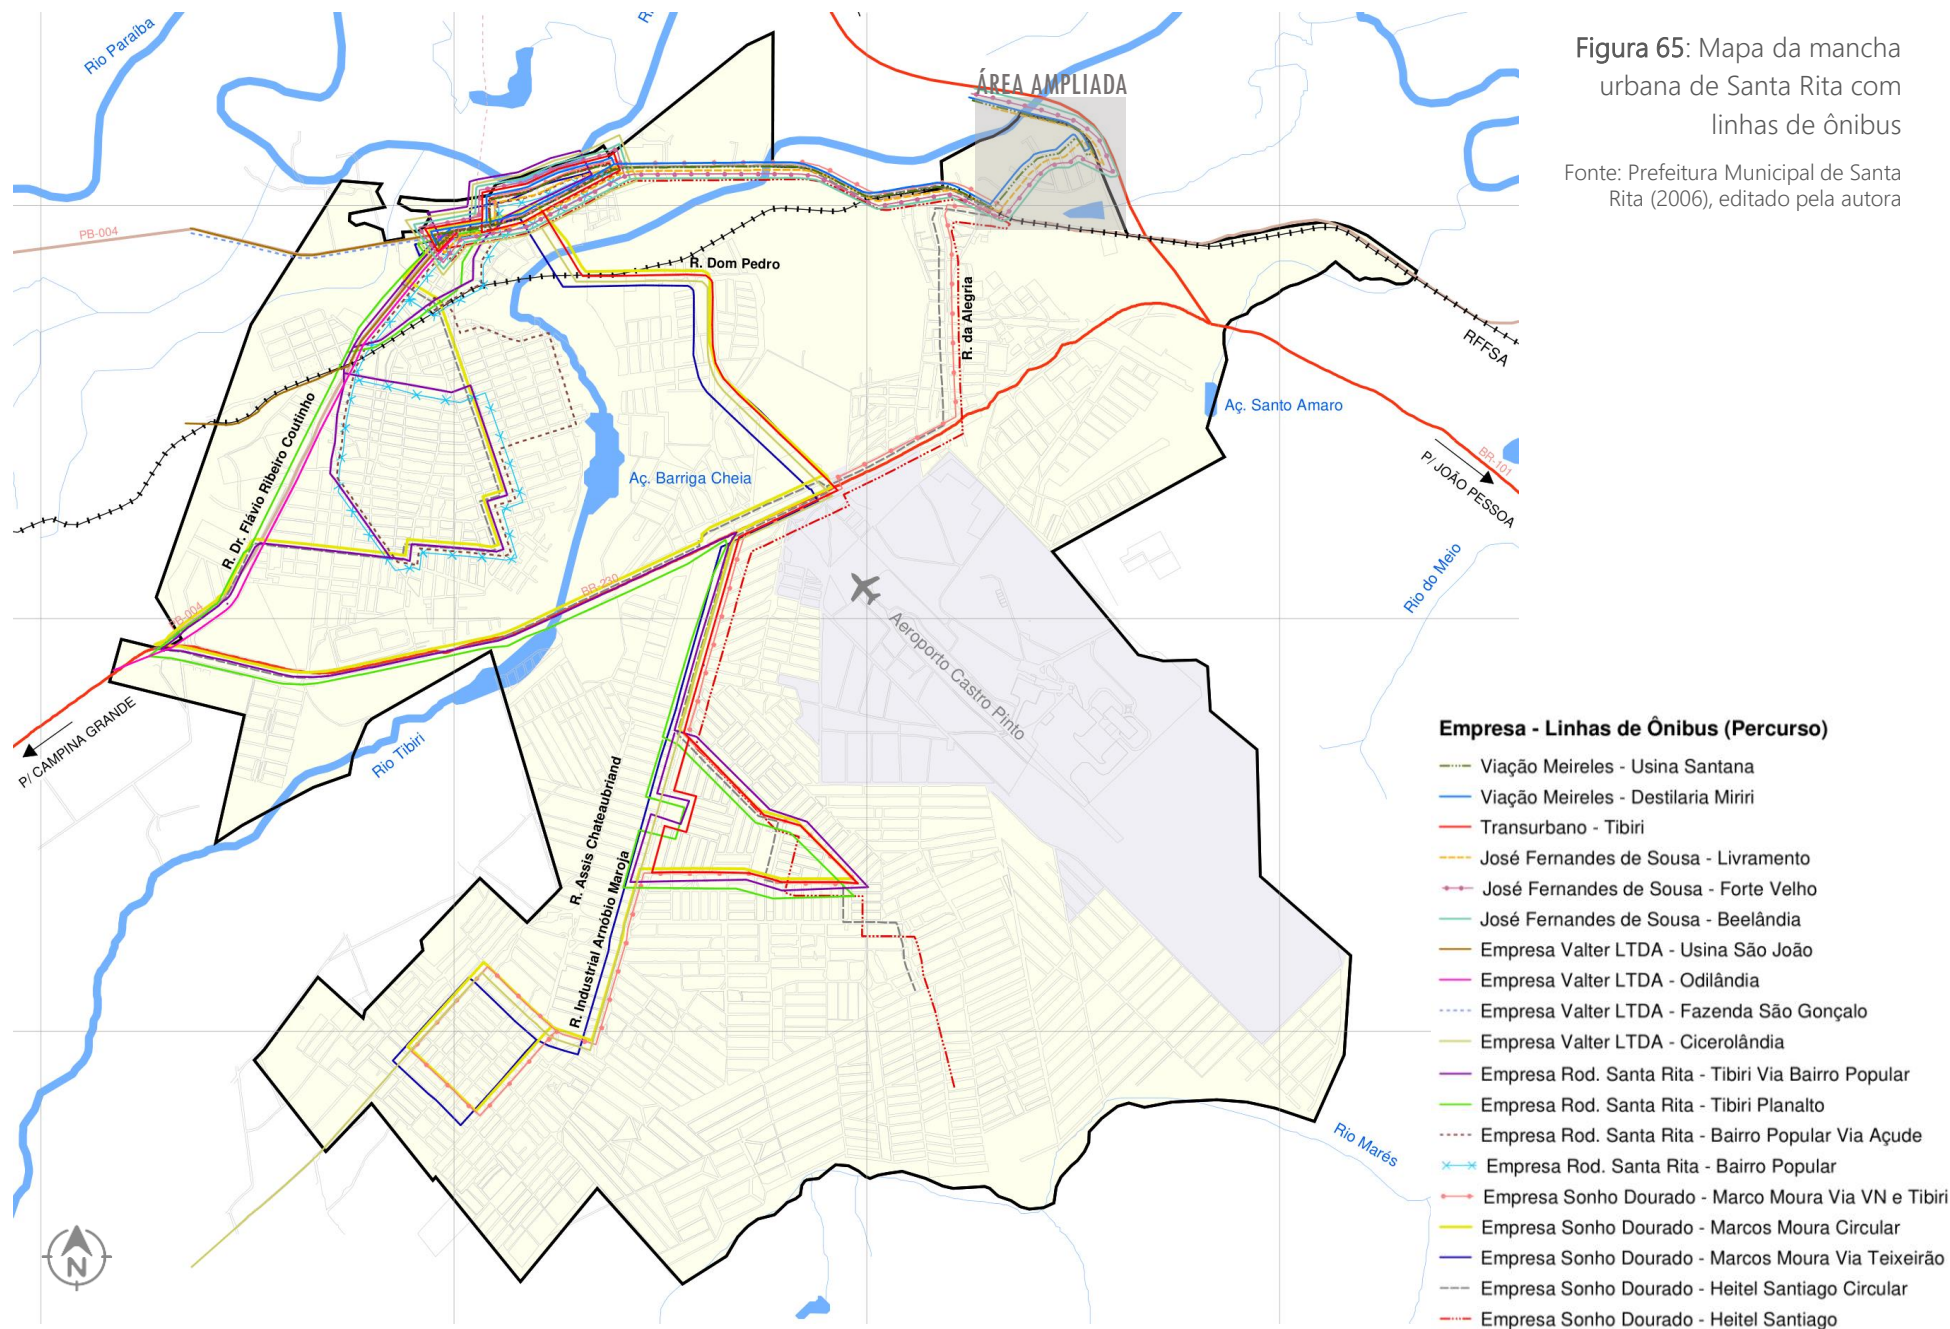 Figura 65: Mapa da mancha
urbana de Santa Rita com
linhas de ônibus
Fonte: Prefeitura Municipal de Santa
Rita (2006), editado pela autora
Rio Paraíba
R.
ÁREA AMPLIADA
PB-004
R. Dom Pedro
R. da Alegria
RFFSA
Aç. Santo Amaro
BR-101
P/ JOÃO PESSOA
R. Dr. Flávio Ribeiro Coutinho
Aç. Barriga Cheia
BR-230
PB-004
Rio do Meio
Aeroporto Castro Pinto
P/ CAMPINA GRANDE
Rio Tibiri
R. Assis Chateaubriand
R. Industrial Arnóbio Maroja
Rio Marés
N
Empresa - Linhas de Ônibus (Percurso)
Viação Meireles - Usina Santana
Viação Meireles - Destilaria Miriri
Transurbano - Tibiri
José Fernandes de Sousa - Livramento
José Fernandes de Sousa - Forte Velho
José Fernandes de Sousa - Beelândia
Empresa Valter LTDA - Usina São João
Empresa Valter LTDA - Odilândia
Empresa Valter LTDA - Fazenda São Gonçalo
Empresa Valter LTDA - Cicerolândia
Empresa Rod. Santa Rita - Tibiri Via Bairro Popular
Empresa Rod. Santa Rita - Tibiri Planalto
Empresa Rod. Santa Rita - Bairro Popular Via Açude
Empresa Rod. Santa Rita - Bairro Popular
Empresa Sonho Dourado - Marco Moura Via VN e Tibiri
Empresa Sonho Dourado - Marcos Moura Circular
Empresa Sonho Dourado - Marcos Moura Via Teixeirão
Empresa Sonho Dourado - Heitel Santiago Circular
Empresa Sonho Dourado - Heitel Santiago